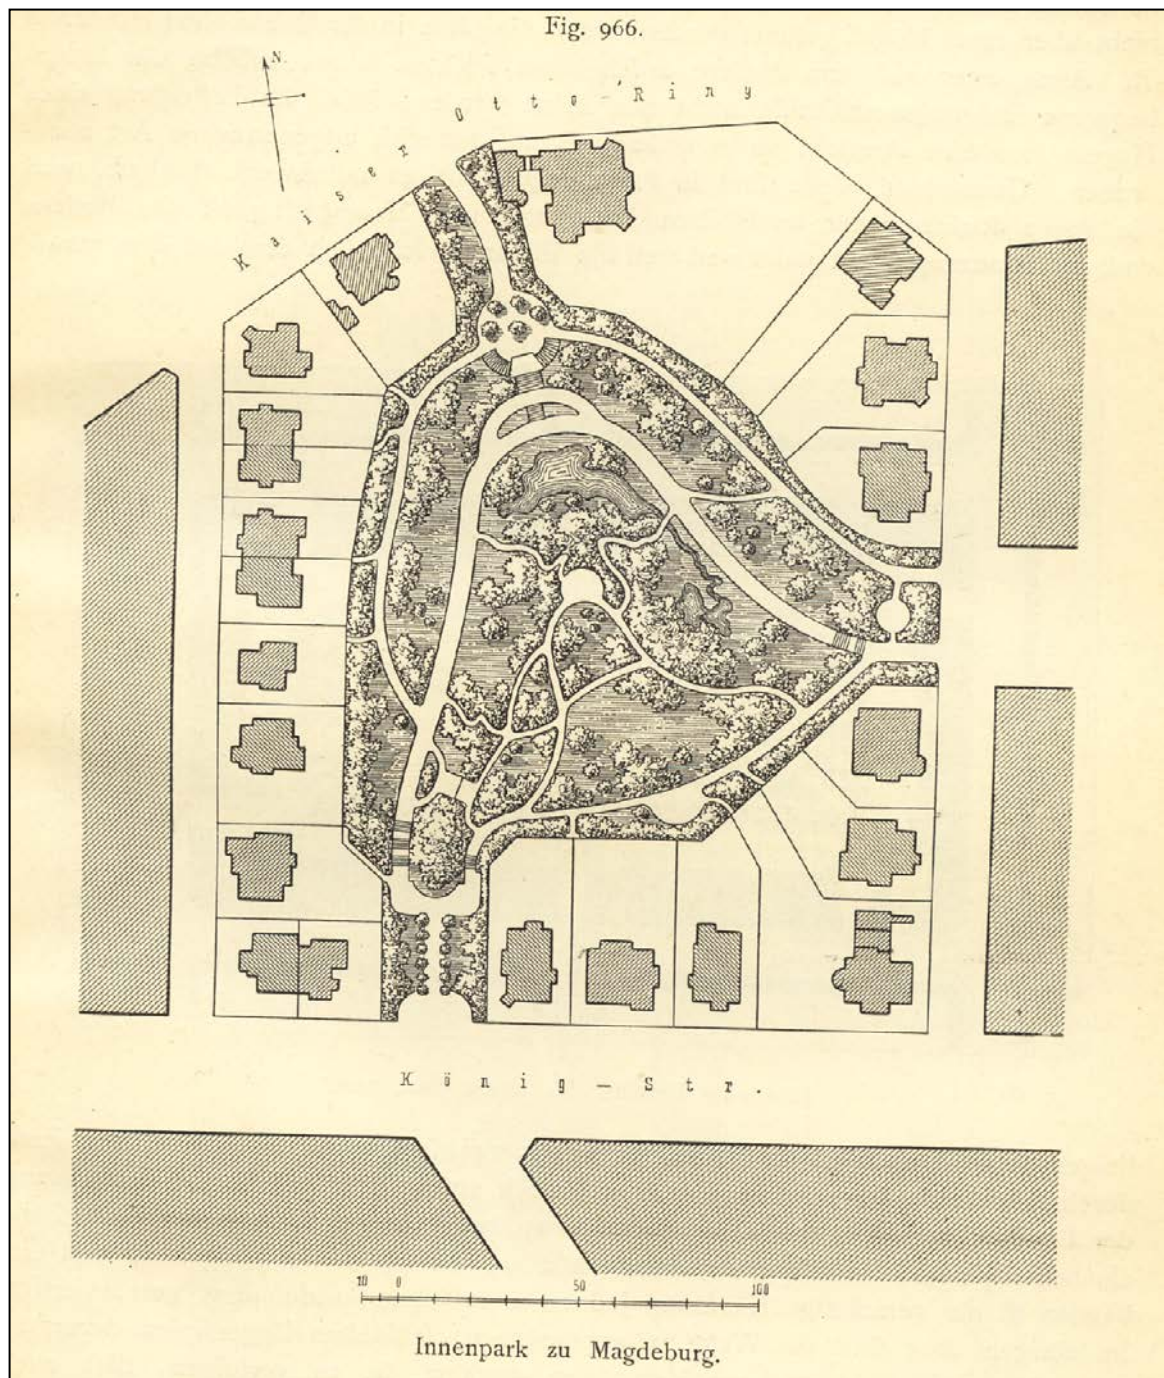 Fig. 966.
N.
Kaiser Otto-Ring
König-Str.
10 0 50 100
Innenpark zu Magdeburg.